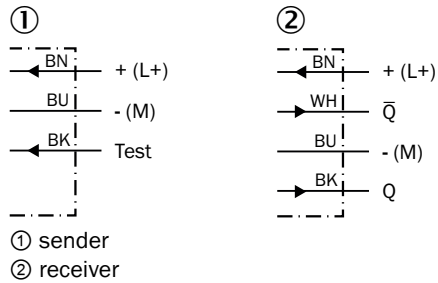 ① ②
BN + (L+) BN + (L+)
WH Q̅
BU - (M)
BU - (M)
BK Test
BK Q
① sender
② receiver